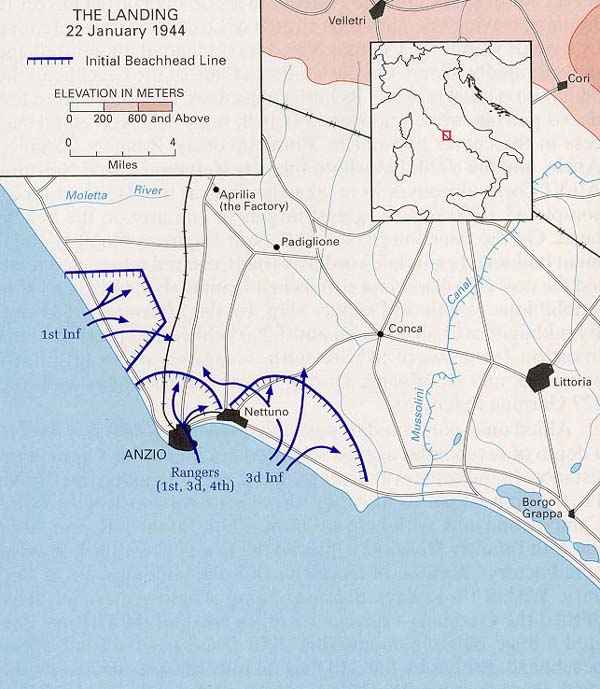 THE LANDING
22 January 1944
Initial Beachhead Line
ELEVATION IN METERS
0 200 600 and Above
0 4
Miles
Velletri
Cori
Moletta River
Aprilia
(the Factory)
Padiglione
1st Inf
Canal
Conca
Littoria
Mussolini
Nettuno
ANZIO
Rangers
(1st, 3d, 4th)
3d Inf
Borgo
Grappa